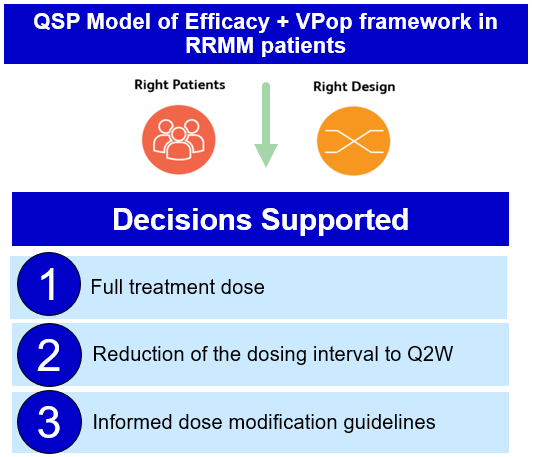 QSP Model of Efficacy + VPop framework in
RRMM patients
Right Patients
Right Design
Decisions Supported
1 Full treatment dose
2 Reduction of the dosing interval to Q2W
3 Informed dose modification guidelines